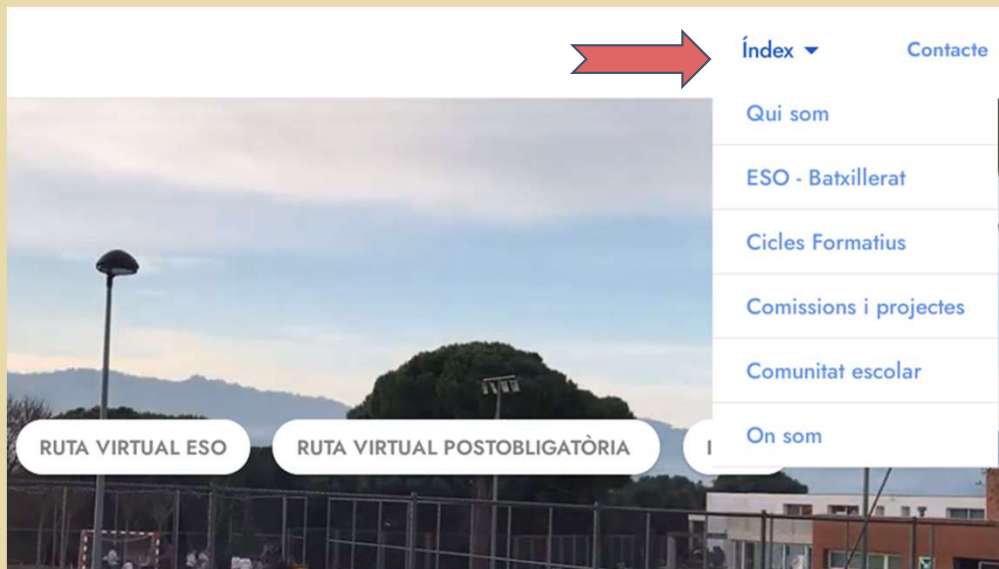 Índex Contacte
Qui som
ESO - Batxillerat
Cicles Formatius
Comissions i projectes
Comunitat escolar
On som
RUTA VIRTUAL ESO
RUTA VIRTUAL POSTOBLIGATÒRIA